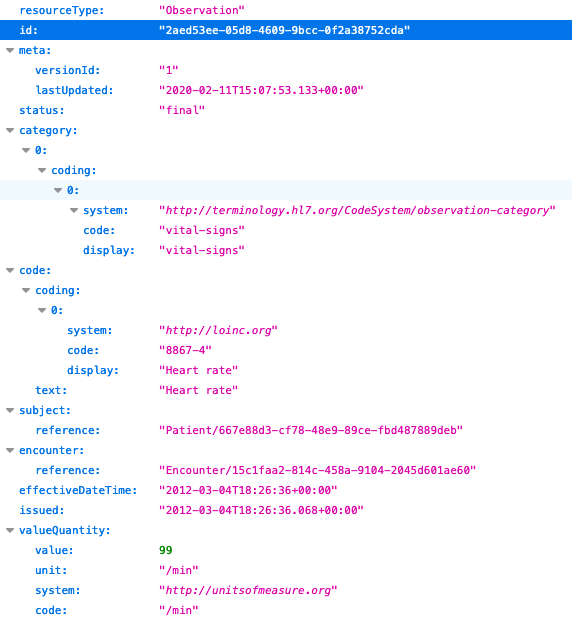 resourceType: "Observation"
id: "2aed53ee-05d8-4609-9bcc-0f2a38752cda"
meta:
versionId: "1"
lastUpdated: "2020-02-11T15:07:53.133+00:00"
status: "final"
category:
0:
coding:
0:
system: "http://terminology.hl7.org/CodeSystem/observation-category"
code: "vital-signs"
display: "vital-signs"
code:
coding:
0:
system: "http://loinc.org"
code: "8867-4"
display: "Heart rate"
text: "Heart rate"
subject:
reference: "Patient/667e88d3-cf78-48e9-89ce-fbd487889deb"
encounter:
reference: "Encounter/15c1faa2-814c-458a-9104-2045d601ae60"
effectiveDateTime: "2012-03-04T18:26:36+00:00"
issued: "2012-03-04T18:26:36.068+00:00"
valueQuantity:
value: 99
unit: "/min"
system: "http://unitsofmeasure.org"
code: "/min"